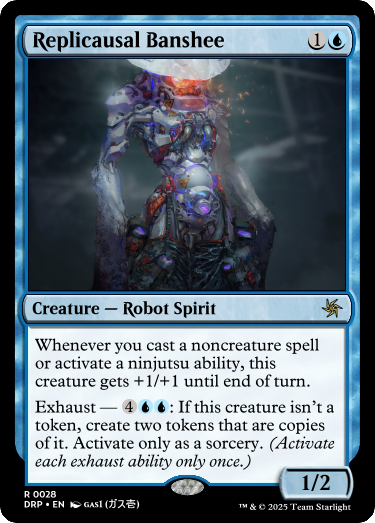 Replicausal Banshee 1
Creature — Robot Spirit
Whenever you cast a noncreature spell
or activate a ninjutsu ability, this
creature gets +1/+1 until end of turn.
Exhaust — 4: If this creature isn't a
token, create two tokens that are copies
of it. Activate only as a sorcery. (Activate
each exhaust ability only once.)
1/2
R 0028
DRP • EN GAS1 (ガス壱)
™ & © 2025 Team Starlight